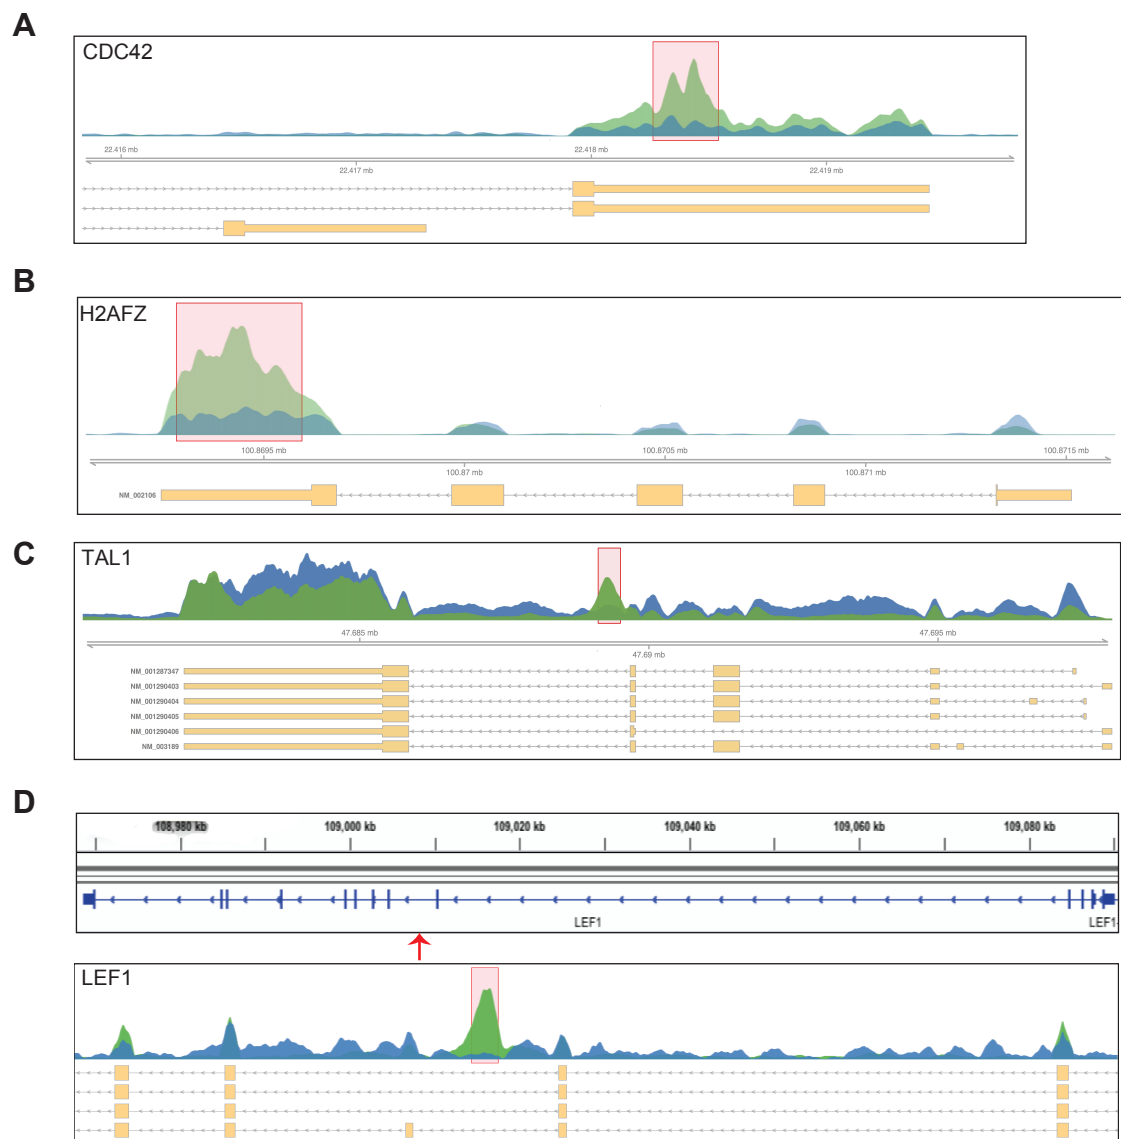 A
CDC42
22.416 mb
22.418 mb
22.417 mb
22.419 mb
B
H2AFZ
100.8695 mb
100.8705 mb
100.8715 mb
100.87 mb
100.871 mb
NM_002106
C
TAL1
47.685 mb
47.695 mb
47.69 mb
NM_001287347
NM_001290403
NM_001290404
NM_001290405
NM_001290406
NM_003189
D
108,980 kb 109,000 kb 109,020 kb 109,040 kb 109,060 kb 109,080 kb
LEF1 LEF1
LEF1